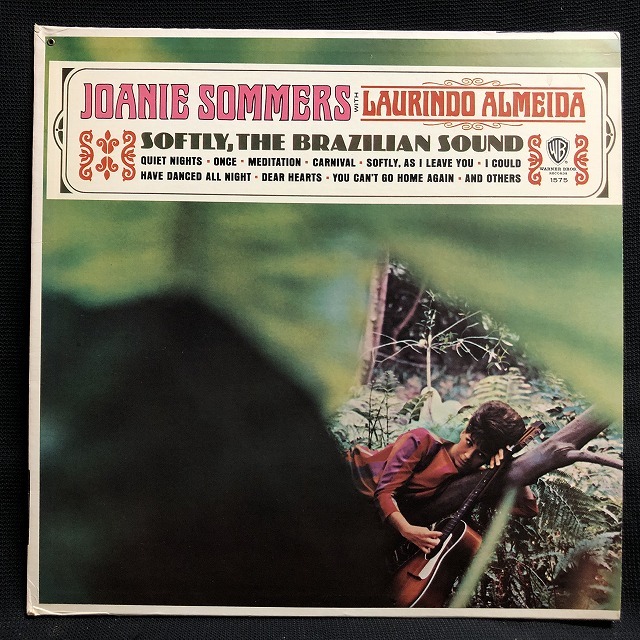 JOANIE SOMMERS WITH LAURINDO ALMEIDA
SOFTLY, THE BRAZILIAN SOUND
QUIET NIGHTS • ONCE • MEDITATION • CARNIVAL • SOFTLY, AS I LEAVE YOU • I COULD
HAVE DANCED ALL NIGHT • DEAR HEARTS • YOU CAN'T GO HOME AGAIN • AND OTHERS
WB
WARNER BROS.
RECORDS
1575